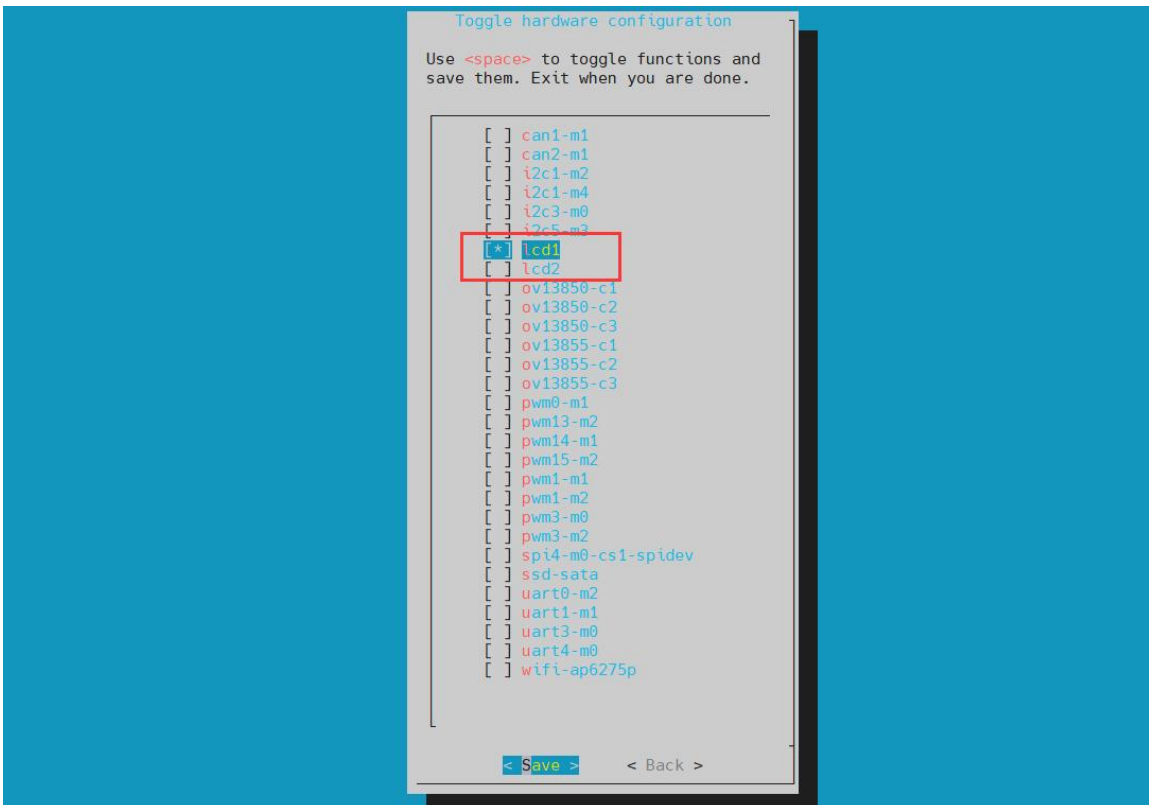 Toggle hardware configuration
Use <space> to toggle functions and
save them. Exit when you are done.
[ ] can1-m1
[ ] can2-m1
[ ] i2c1-m2
[ ] i2c1-m4
[ ] i2c3-m0
[ ] i2c5-m3
[*] lcd1
[ ] lcd2
[ ] ov13850-c1
[ ] ov13850-c2
[ ] ov13850-c3
[ ] ov13855-c1
[ ] ov13855-c2
[ ] ov13855-c3
[ ] pwm0-m1
[ ] pwm13-m2
[ ] pwm14-m1
[ ] pwm15-m2
[ ] pwm1-m1
[ ] pwm1-m2
[ ] pwm3-m0
[ ] pwm3-m2
[ ] spi4-m0-cs1-spidev
[ ] ssd-sata
[ ] uart0-m2
[ ] uart1-m1
[ ] uart3-m0
[ ] uart4-m0
[ ] wifi-ap6275p
< Save > < Back >